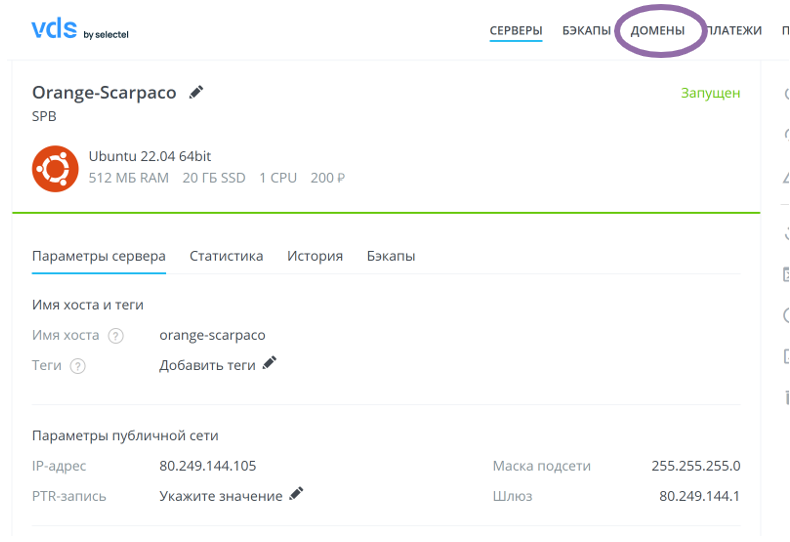 vds by selectel
СЕРВЕРЫ БЭКАПЫ ДОМЕНЫ ПЛАТЕЖИ П
Orange-Scarpaco Запущен
SPB
Ubuntu 22.04 64bit
512 МБ RAM 20 ГБ SSD 1 CPU 200 ₽
Параметры сервера Статистика История Бэкапы
Имя хоста и теги
Имя хоста ? orange-scarpaco
Теги ? Добавить теги
Параметры публичной сети
IP-адрес 80.249.144.105 Маска подсети 255.255.255.0
PTR-запись Укажите значение Шлюз 80.249.144.1